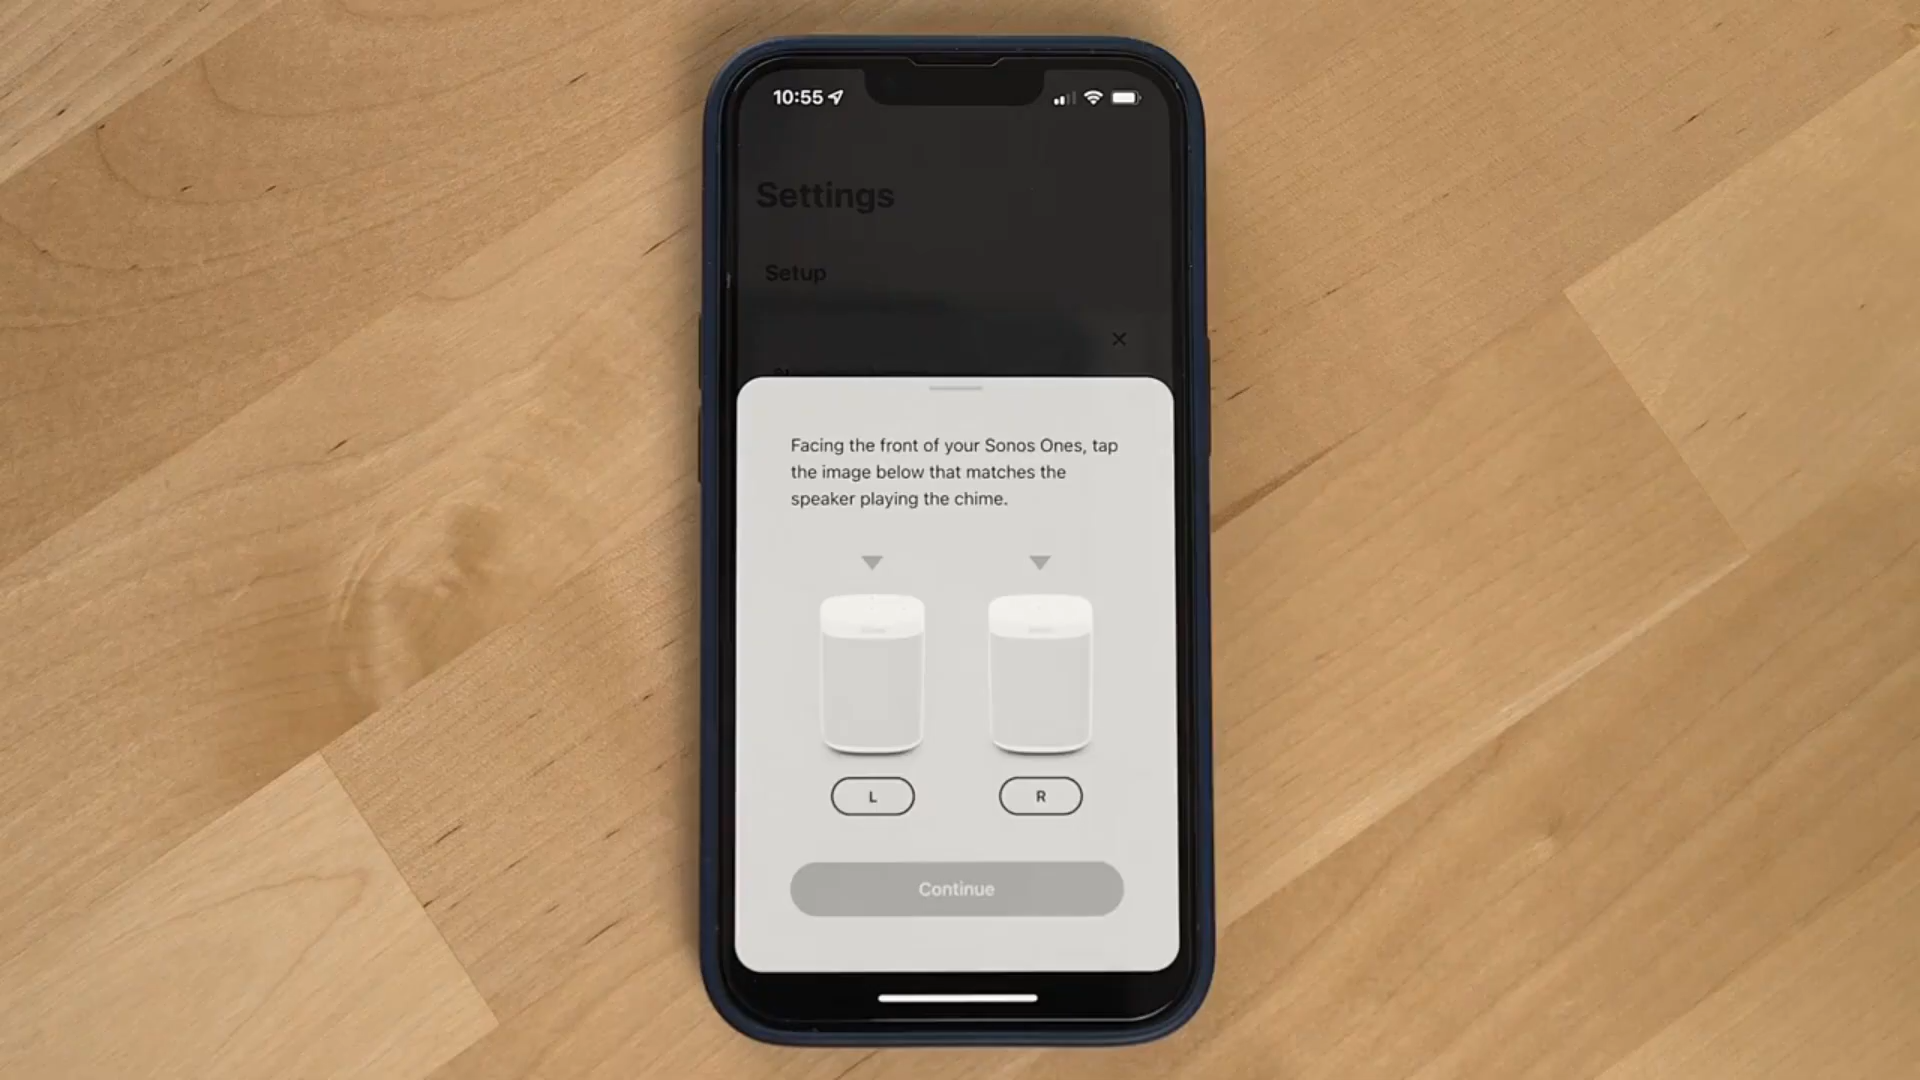 10:55
Settings
Setup
Facing the front of your Sonos Ones, tap
the image below that matches the
speaker playing the chime.
L
R
Continue